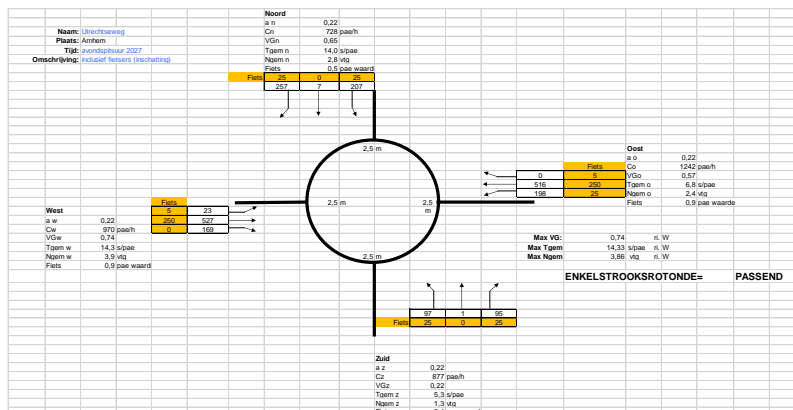 Noord
a n 0,22
Naam: Utrechtseweg Cn 728 pae/h
Plaats: Arnhem VGn 0,65
Tijd: avondspitsuur 2027 Tgem n 14,0 s/pae
Omschrijving: inclusief fietsers (inschatting) Ngem n 2,8 vtg
Fiets 0,5 pae waard
Fiets 25 0 25
257 7 207
2,5 m
Oost
a o 0,22
Fiets Co 1242 pae/h
0 5 VGo 0,57
516 250 Tgem o 6,8 s/pae
198 25 Ngem o 2,4 vtg
Fiets 0,9 pae waarde
2,5 m
2,5 m
Fiets
West 5 23
a w 0,22 250 527
Cw 970 pae/h 0 169
VGw 0,74
Tgem w 14,3 s/pae
Ngem w 3,9 vtg
Fiets 0,9 pae waard
Max VG: 0,74 ri. W
Max Tgem 14,33 s/pae ri. W
Max Ngem 3,86 vtg ri. W
2,5 m
ENKELSTROOKSROTONDE= PASSEND
97 1 95
Fiets 25 0 25
Zuid
a z 0,22
Cz 877 pae/h
VGz 0,22
Tgem z 5,3 s/pae
Ngem z 1,3 vtg